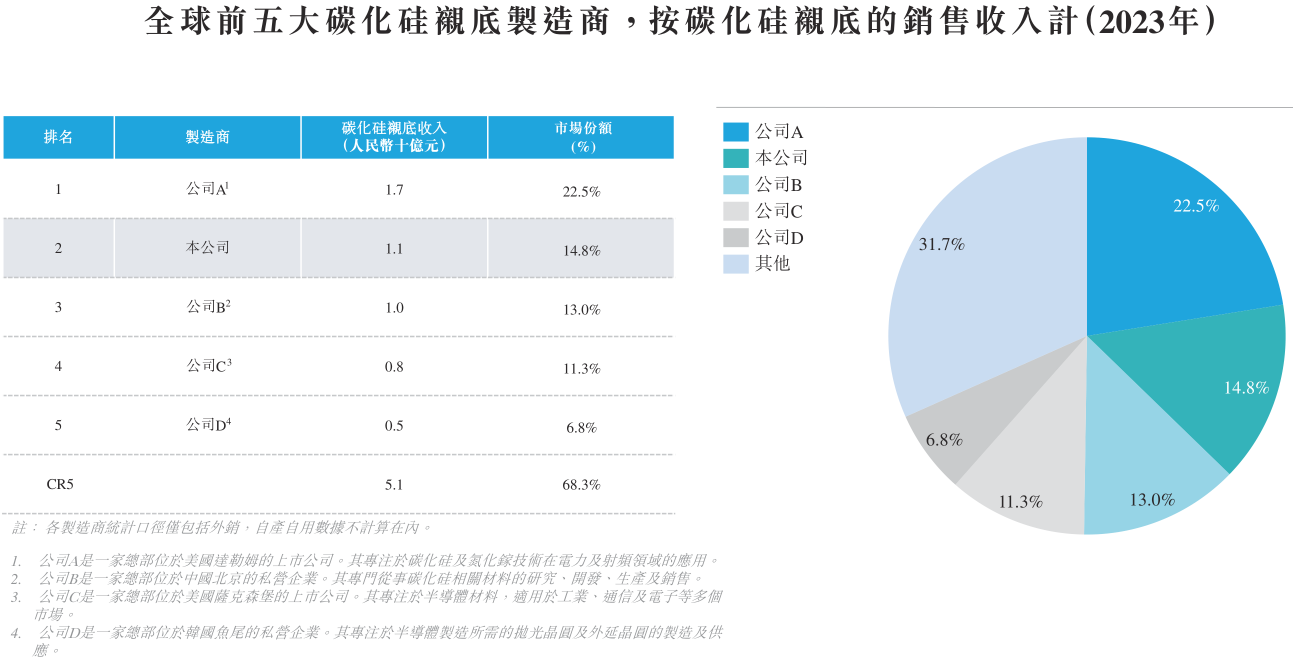 全球前五大碳化硅襯底製造商，按碳化硅襯底的銷售收入計（2023年）
排名 製造商 碳化硅襯底收入（人民幣十億元） 市場份額(%)
1 公司A1 1.7 22.5%
2 本公司 1.1 14.8%
3 公司B2 1.0 13.0%
4 公司C3 0.8 11.3%
5 公司D4 0.5 6.8%
CR5 5.1 68.3%
註：各製造商統計口徑僅包括外銷，自產自用數據不計算在內。
1. 公司A是一家總部位於美國達勒姆的上市公司。其專注於碳化硅及氮化鎵技術在電力及射頻領域的應用。
2. 公司B是一家總部位於中國北京的私營企業。其專門從事碳化硅相關材料的研究、開發、生產及銷售。
3. 公司C是一家總部位於美國薩克森堡的上市公司。其專注於半導體材料，適用於工業、通信及電子等多個
市場。
4. 公司D是一家總部位於韓國魚尾的私營企業。其專注於半導體製造所需的拋光晶圓及外延晶圓的製造及供
應。
公司A
本公司
公司B
公司C
公司D
其他
22.5%
14.8%
13.0%
11.3%
6.8%
31.7%